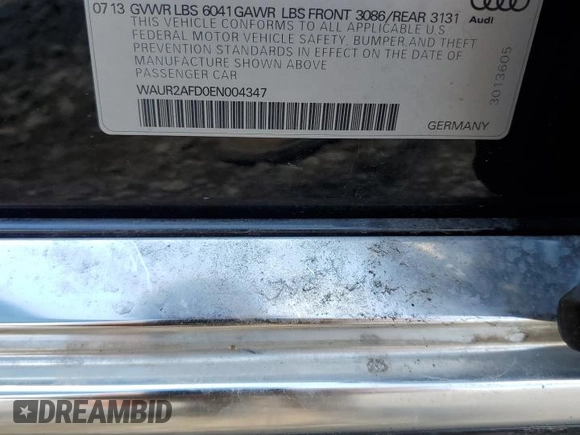 07 13 GVWR LBS 6041 GAWR LBS FRONT 3086/REAR 3131
THIS VEHICLE CONFORMS TO ALL APPLICABLE U.S
FEDERAL MOTOR VEHICLE SAFETY, BUMPER AND THEFT
PREVENTION STANDARDS IN EFFECT ON THE DATE OF
MANUFACTURE SHOWN ABOVE
PASSENGER CAR
WAUR2AFD0EN004347
Audi
3013605
GERMANY
DREAMBID